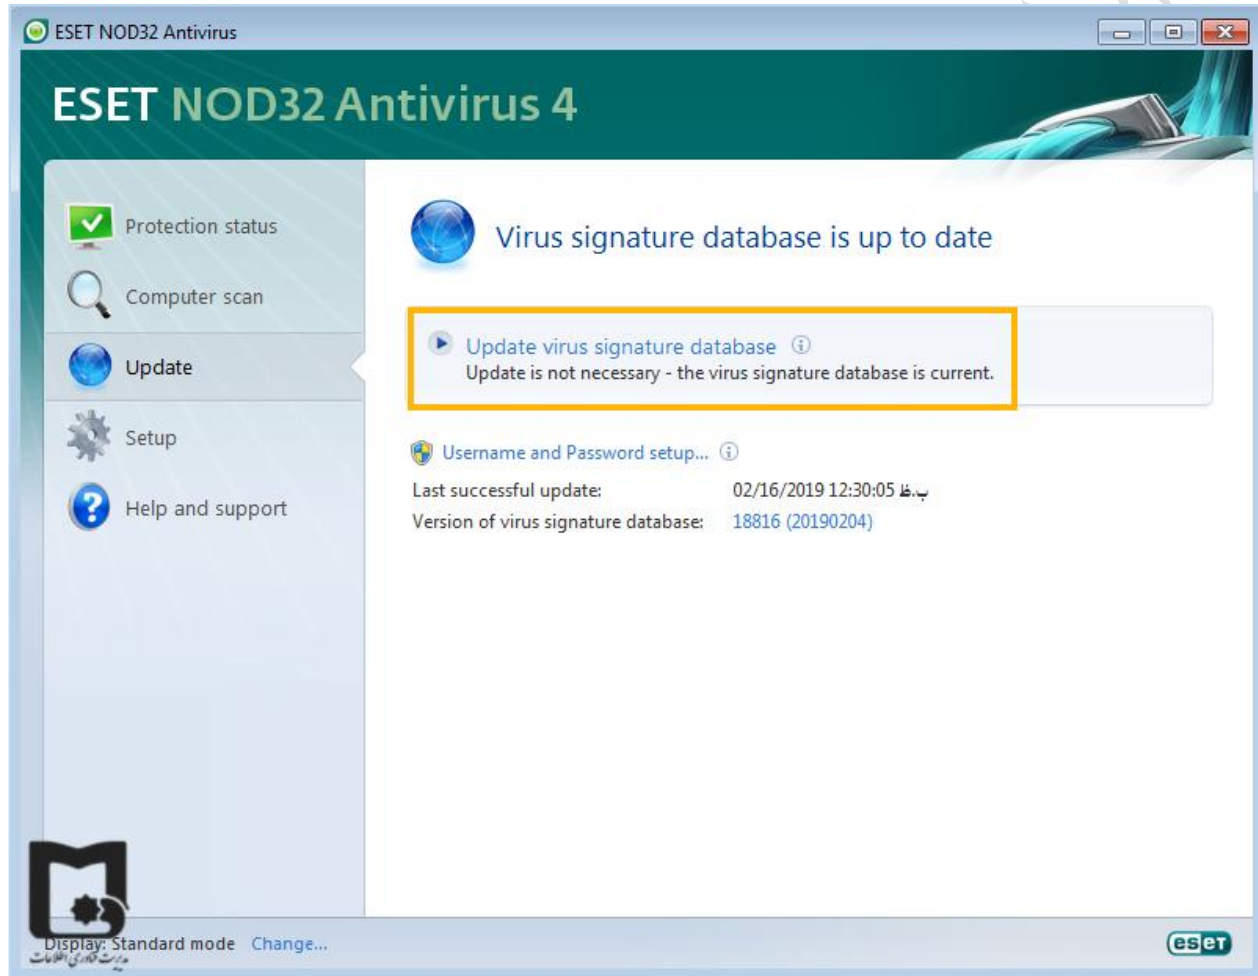 ESET NOD32 Antivirus
ESET NOD32 Antivirus 4
Protection status
Computer scan
Update
Setup
Help and support
Virus signature database is up to date
Update virus signature database
Update is not necessary - the virus signature database is current.
Username and Password setup...
Last successful update: 02/16/2019 12:30:05 ب.ظ
Version of virus signature database: 18816 (20190204)
Display: Standard mode Change...
مدیریت فناوری اطلاعات
eset